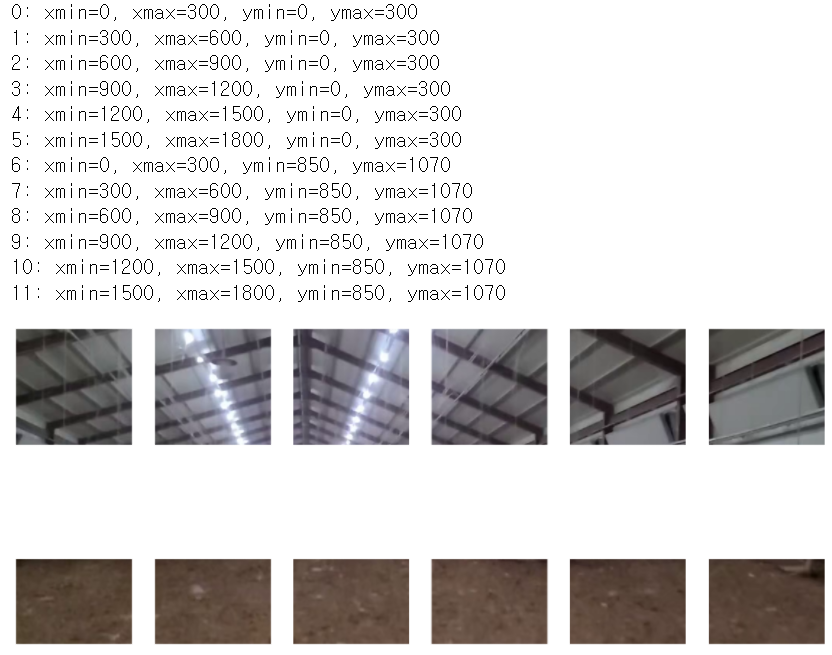 0: xmin=0, xmax=300, ymin=0, ymax=300
1: xmin=300, xmax=600, ymin=0, ymax=300
2: xmin=600, xmax=900, ymin=0, ymax=300
3: xmin=900, xmax=1200, ymin=0, ymax=300
4: xmin=1200, xmax=1500, ymin=0, ymax=300
5: xmin=1500, xmax=1800, ymin=0, ymax=300
6: xmin=0, xmax=300, ymin=850, ymax=1070
7: xmin=300, xmax=600, ymin=850, ymax=1070
8: xmin=600, xmax=900, ymin=850, ymax=1070
9: xmin=900, xmax=1200, ymin=850, ymax=1070
10: xmin=1200, xmax=1500, ymin=850, ymax=1070
11: xmin=1500, xmax=1800, ymin=850, ymax=1070